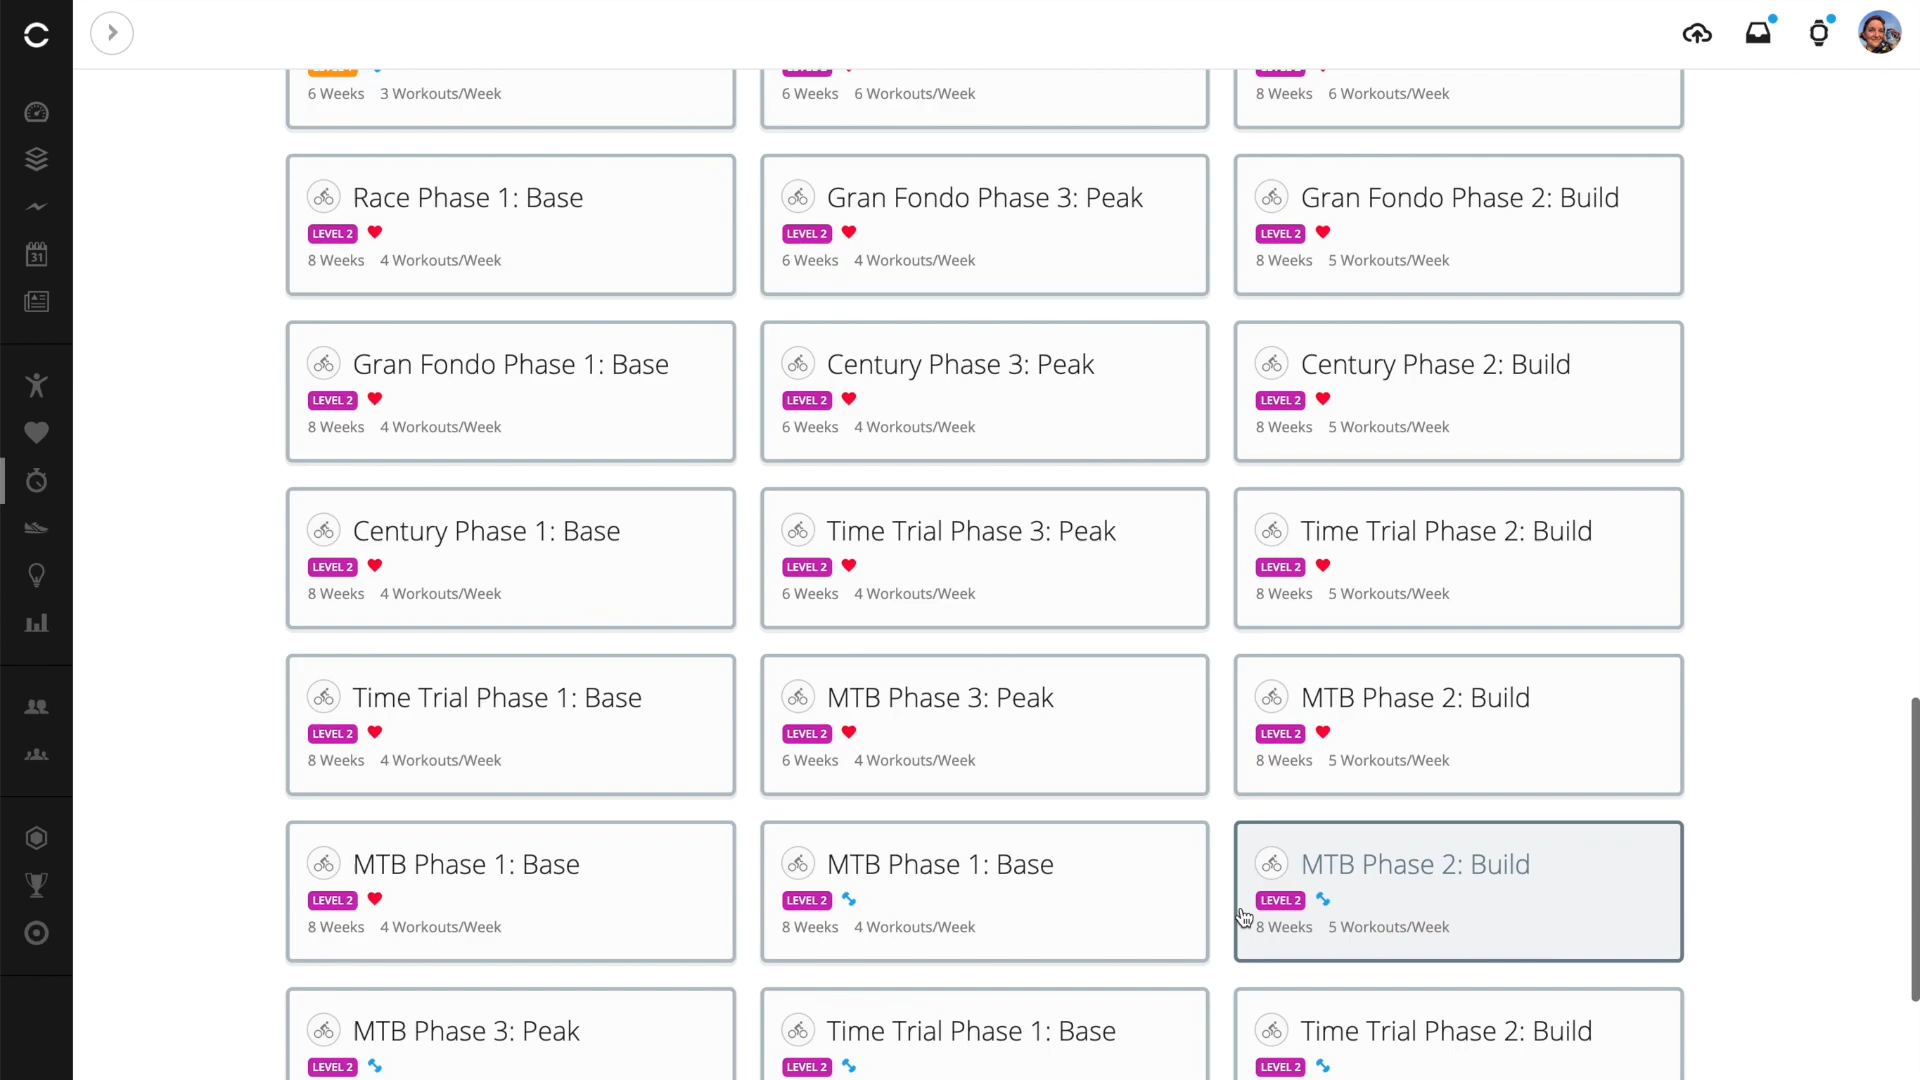 6 Weeks 3 Workouts/Week
6 Weeks 6 Workouts/Week
8 Weeks 6 Workouts/Week
Race Phase 1: Base
LEVEL 2
8 Weeks 4 Workouts/Week
Gran Fondo Phase 3: Peak
LEVEL 2
6 Weeks 4 Workouts/Week
Gran Fondo Phase 2: Build
LEVEL 2
8 Weeks 5 Workouts/Week
Gran Fondo Phase 1: Base
LEVEL 2
8 Weeks 4 Workouts/Week
Century Phase 3: Peak
LEVEL 2
6 Weeks 4 Workouts/Week
Century Phase 2: Build
LEVEL 2
8 Weeks 5 Workouts/Week
Century Phase 1: Base
LEVEL 2
8 Weeks 4 Workouts/Week
Time Trial Phase 3: Peak
LEVEL 2
6 Weeks 4 Workouts/Week
Time Trial Phase 2: Build
LEVEL 2
8 Weeks 5 Workouts/Week
Time Trial Phase 1: Base
LEVEL 2
8 Weeks 4 Workouts/Week
MTB Phase 3: Peak
LEVEL 2
6 Weeks 4 Workouts/Week
MTB Phase 2: Build
LEVEL 2
8 Weeks 5 Workouts/Week
MTB Phase 1: Base
LEVEL 2
8 Weeks 4 Workouts/Week
MTB Phase 1: Base
LEVEL 2
8 Weeks 4 Workouts/Week
MTB Phase 2: Build
LEVEL 2
8 Weeks 5 Workouts/Week
MTB Phase 3: Peak
LEVEL 2
Time Trial Phase 1: Base
LEVEL 2
Time Trial Phase 2: Build
LEVEL 2
31